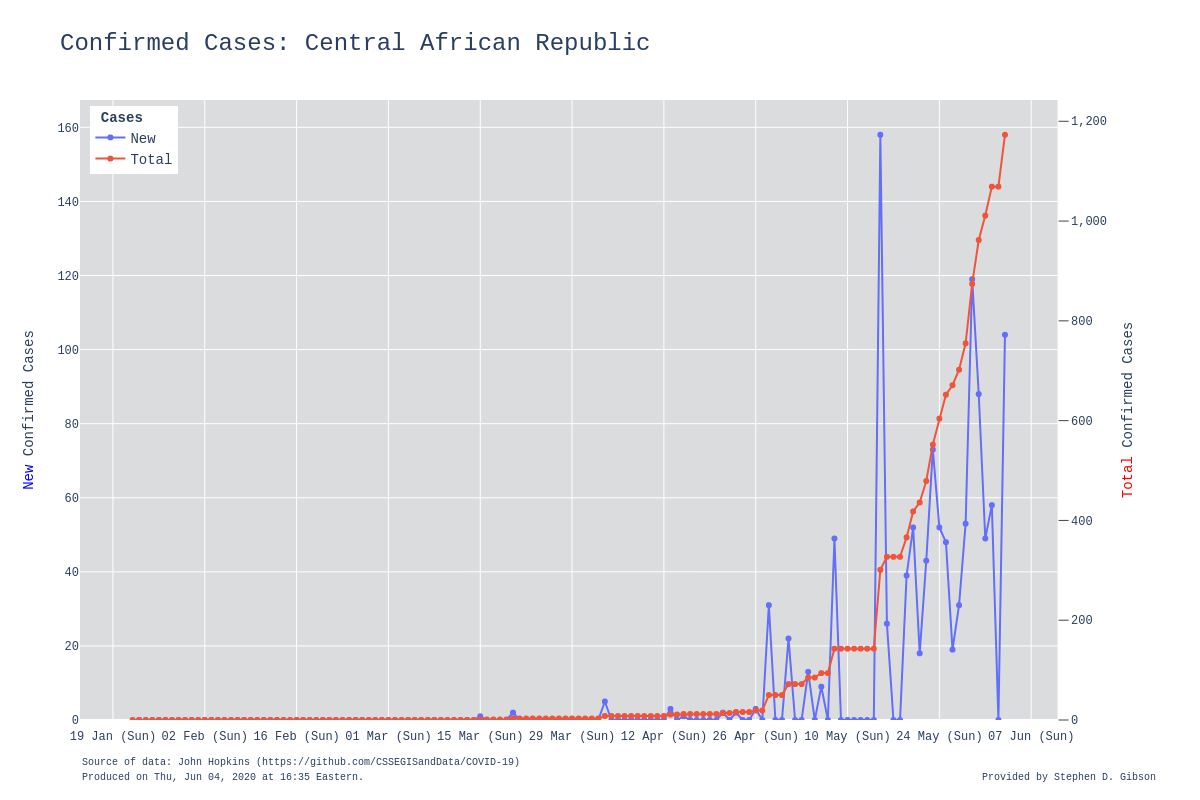 Confirmed Cases: Central African Republic
Cases
New
Total
160
140
120
100
80
60
40
20
0
1,200
1,000
800
600
400
200
0
New Confirmed Cases
Total Confirmed Cases
19 Jan (Sun) 02 Feb (Sun) 16 Feb (Sun) 01 Mar (Sun) 15 Mar (Sun) 29 Mar (Sun) 12 Apr (Sun) 26 Apr (Sun) 10 May (Sun) 24 May (Sun) 07 Jun (Sun)
Source of data: John Hopkins (https://github.com/CSSEGISandData/COVID-19)
Produced on Thu, Jun 04, 2020 at 16:35 Eastern.
Provided by Stephen D. Gibson